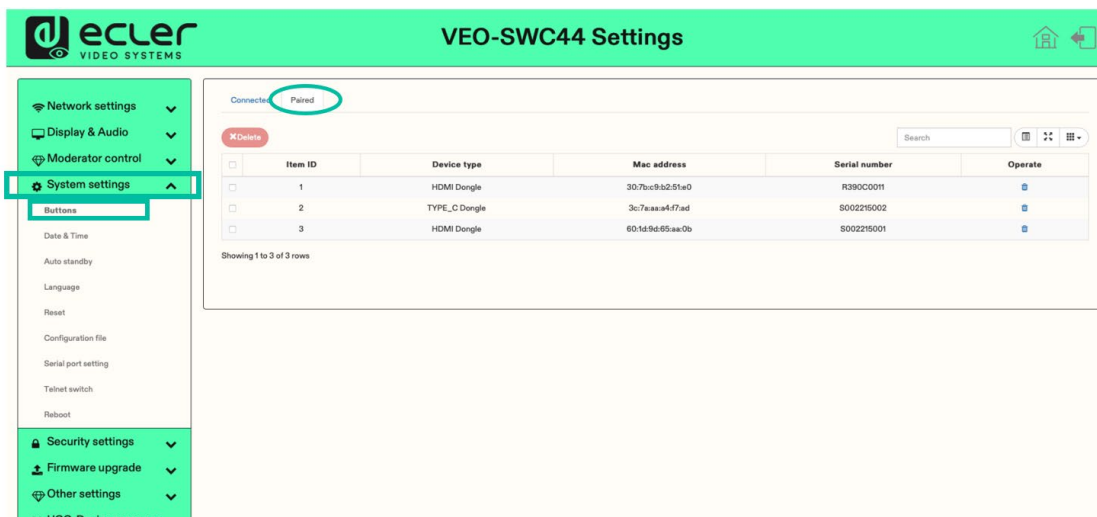 ecler
VIDEO SYSTEMS
VEO-SWC44 Settings
Network settings
Display & Audio
Moderator control
System settings
Buttons
Date & Time
Auto standby
Language
Reset
Configuration file
Serial port setting
Telnet switch
Reboot
Security settings
Firmware upgrade
Other settings
Connected Paired
Delete
Search
Item ID Device type Mac address Serial number Operate
1 HDMI Dongle 30:7b:c9:b2:51:e0 R390C0011
2 TYPE_C Dongle 3c:7a:aa:a4:f7:ad S002215002
3 HDMI Dongle 60:1d:9d:65:aa:0b S002215001
Showing 1 to 3 of 3 rows